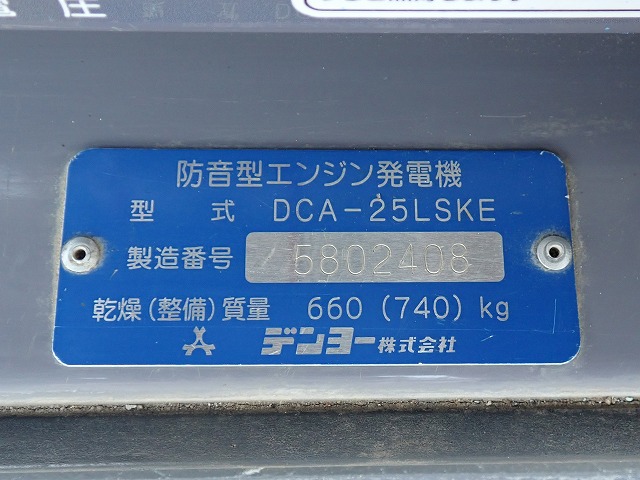 防音型エンジン発電機
型 式 DCA-25LSKE
製造番号 5802408
乾燥(整備)質量 660 (740) kg
デンヨー株式会社